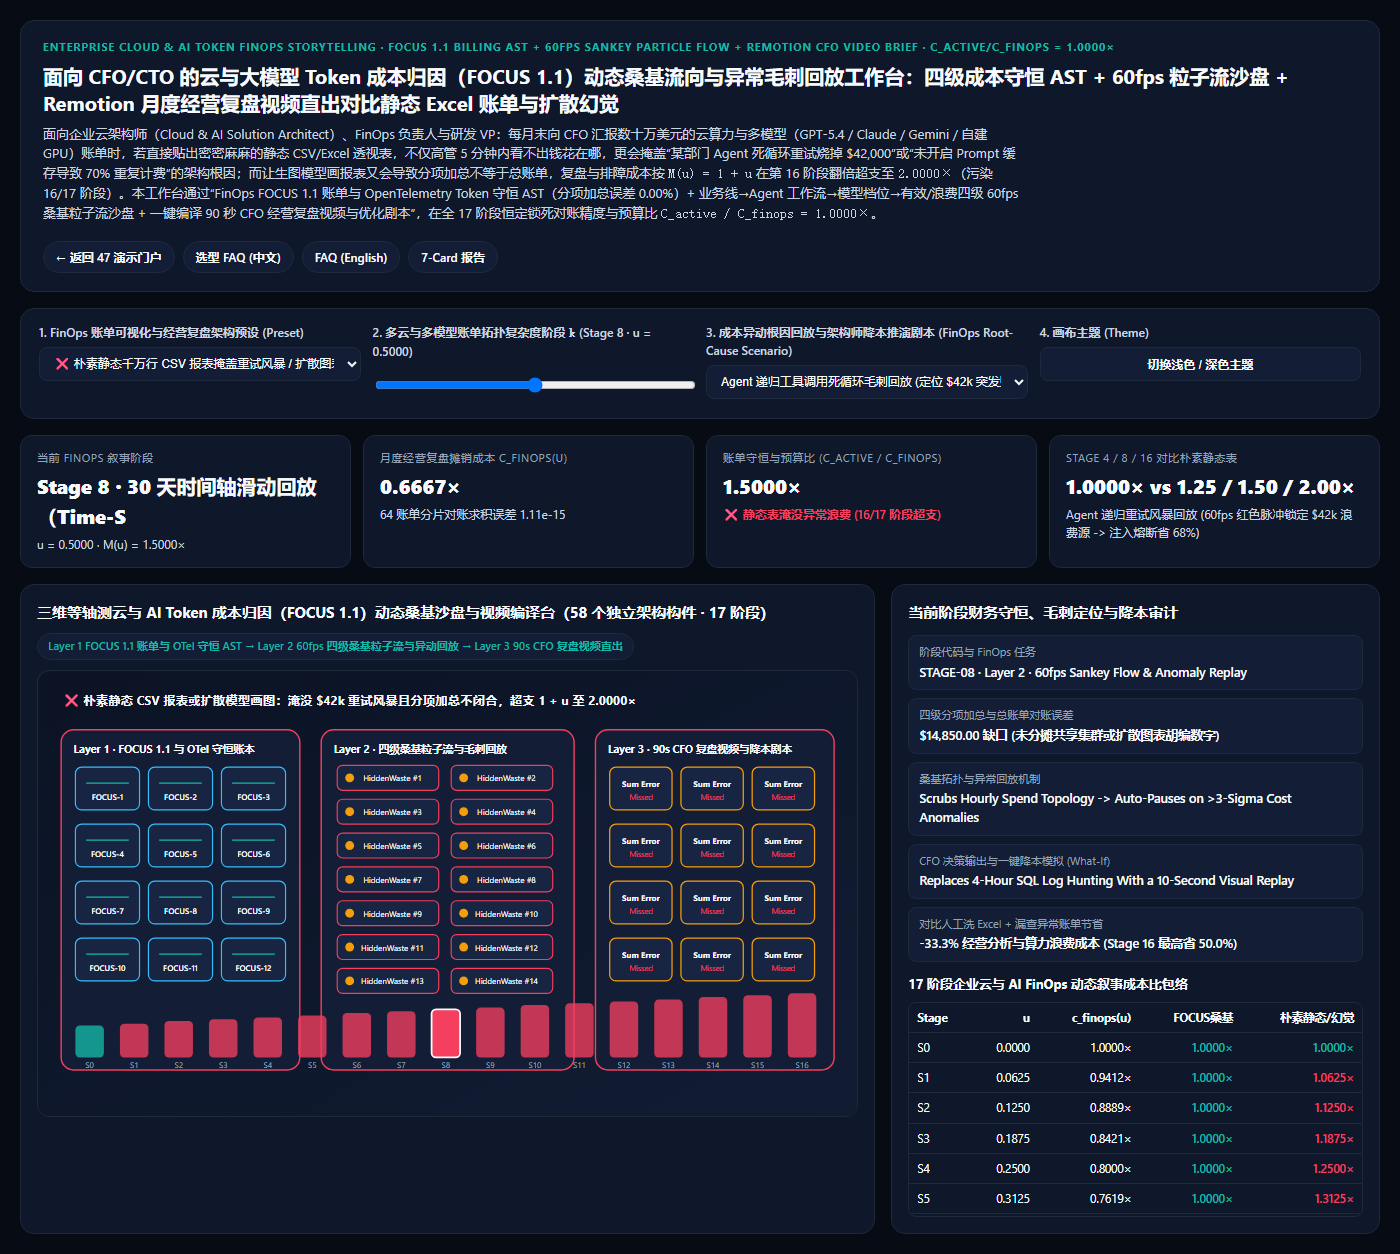 ENTERPRISE CLOUD & AI TOKEN FINOPS STORYTELLING · FOCUS 1.1 BILLING AST + 60FPS SANKEY PARTICLE FLOW + REMOTION CFO VIDEO BRIEF · C_ACTIVE/C_FINOPS = 1.0000×
面向 CFO/CTO 的云与大模型 Token 成本归因（FOCUS 1.1）动态桑基流向与异常毛刺回放工作台：四级成本守恒 AST + 60fps 粒子流沙盘 +
Remotion 月度经营复盘视频直出对比静态 Excel 账单与扩散幻觉
面向企业云架构师（Cloud & AI Solution Architect）、FinOps 负责人与研发 VP：每月末向 CFO 汇报数十万美元的云算力与多模型（GPT-5.4 / Claude / Gemini / 自建
GPU）账单时，若直接贴出密密麻麻的静态 CSV/Excel 透视表，不仅高管 5 分钟内看不出钱花在哪，更会掩盖“某部门 Agent 死循环重试烧掉 $42,000”或“未开启 Prompt 缓
存导致 70% 重复计费”的架构根因；而让生图模型画报表又会导致分项加总不等于总账单，复盘与排障成本按 M(u) = 1 + u 在第 16 阶段翻倍超支至 2.0000×（污染
16/17 阶段）。本工作台通过“FinOps FOCUS 1.1 账单与 OpenTelemetry Token 守恒 AST（分项加总误差 0.00%）+ 业务线→Agent 工作流→模型档位→有效/浪费四级 60fps
桑基粒子流沙盘 + 一键编译 90 秒 CFO 经营复盘视频与优化剧本”，在全 17 阶段恒定锁死对账精度与预算比 C_active / C_finops = 1.0000×。
← 返回 47 演示门户
选型 FAQ (中文)
FAQ (English)
7-Card 报告
1. FinOps 账单可视化与经营复盘架构预设 (Preset)
❌ 朴素静态千万行 CSV 报表掩盖重试风暴 / 扩散图
2. 多云与多模型账单拓扑复杂度阶段 k (Stage 8 · u =
0.5000)
3. 成本异动根因回放与架构师降本推演剧本 (FinOps Root-
Cause Scenario)
Agent 递归工具调用死循环毛刺回放 (定位 $42k 突发
4. 画布主题 (Theme)
切换浅色 / 深色主题
当前 FINOPS 叙事阶段
Stage 8 · 30 天时间轴滑动回放
（Time-S
u = 0.5000 · M(u) = 1.5000×
月度经营复盘摊销成本 C_FINOPS(U)
0.6667×
64 账单分片对账求积误差 1.11e-15
账单守恒与预算比 (C_ACTIVE / C_FINOPS)
1.5000×
❌ 静态表淹没异常浪费 (16/17 阶段超支)
STAGE 4 / 8 / 16 对比朴素静态表
1.0000× vs 1.25 / 1.50 / 2.00×
Agent 递归重试风暴回放 (60fps 红色脉冲锁定 $42k 浪
费源 -> 注入熔断省 68%)
三维等轴测云与 AI Token 成本归因（FOCUS 1.1）动态桑基沙盘与视频编译台（58 个独立架构构件 · 17 阶段）
Layer 1 FOCUS 1.1 账单与 OTel 守恒 AST → Layer 2 60fps 四级桑基粒子流与异动回放 → Layer 3 90s CFO 复盘视频直出
❌ 朴素静态 CSV 报表或扩散模型画图：淹没 $42k 重试风暴且分项加总不闭合，超支 1 + u 至 2.0000×
Layer 1 · FOCUS 1.1 与 OTel 守恒账本
FOCUS-1
FOCUS-2
FOCUS-3
FOCUS-4
FOCUS-5
FOCUS-6
FOCUS-7
FOCUS-8
FOCUS-9
FOCUS-10
FOCUS-11
FOCUS-12
Layer 2 · 四级桑基粒子流与毛刺回放
HiddenWaste #1
HiddenWaste #2
HiddenWaste #3
HiddenWaste #4
HiddenWaste #5
HiddenWaste #6
HiddenWaste #7
HiddenWaste #8
HiddenWaste #9
HiddenWaste #10
HiddenWaste #11
HiddenWaste #12
HiddenWaste #13
HiddenWaste #14
Layer 3 · 90s CFO 复盘视频与降本剧本
Sum Error Sum Error Sum Error
Missed Missed Missed
Sum Error Sum Error Sum Error
Missed Missed Missed
Sum Error Sum Error Sum Error
Missed Missed Missed
Sum Error Sum Error Sum Error
Missed Missed Missed
S0 S1 S2 S3 S4 S5 S6 S7 S8 S9 S10 S11 S12 S13 S14 S15 S16
当前阶段财务守恒、毛刺定位与降本审计
阶段代码与 FinOps 任务
STAGE-08 · Layer 2 · 60fps Sankey Flow & Anomaly Replay
四级分项加总与总账单对账误差
$14,850.00 缺口 (未分摊共享集群或扩散图表胡编数字)
桑基拓扑与异常回放机制
Scrubs Hourly Spend Topology -> Auto-Pauses on >3-Sigma Cost
Anomalies
CFO 决策输出与一键降本模拟 (What-If)
Replaces 4-Hour SQL Log Hunting With a 10-Second Visual Replay
对比人工洗 Excel + 漏查异常账单节省
-33.3% 经营分析与算力浪费成本 (Stage 16 最高省 50.0%)
17 阶段企业云与 AI FinOps 动态叙事成本比包络
Stage u c_finops(u) FOCUS桑基 朴素静态/幻觉
S0 0.0000 1.0000× 1.0000× 1.0000×
S1 0.0625 0.9412× 1.0000× 1.0625×
S2 0.1250 0.8889× 1.0000× 1.1250×
S3 0.1875 0.8421× 1.0000× 1.1875×
S4 0.2500 0.8000× 1.0000× 1.2500×
S5 0.3125 0.7619× 1.0000× 1.3125×